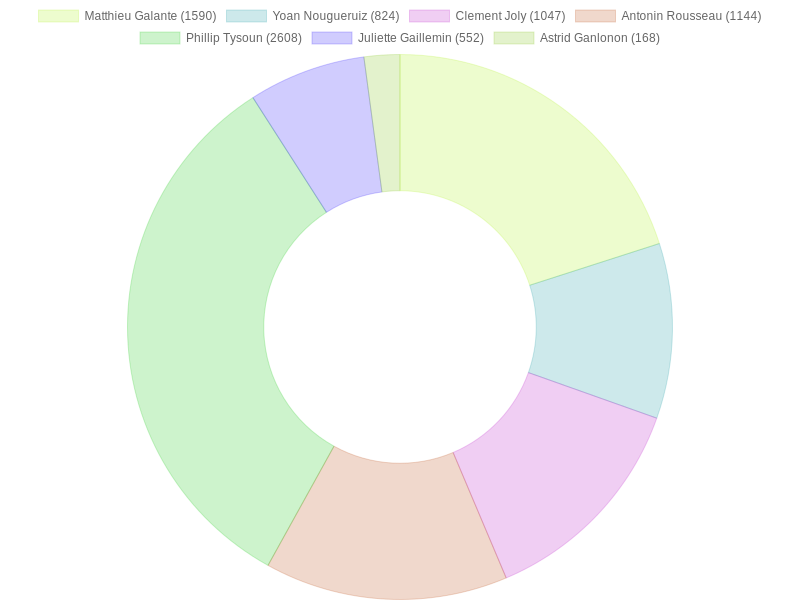 Matthieu Galante (1590) Yoan Nougueruiz (824) Clement Joly (1047) Antonin Rousseau (1144)
Phillip Tysoun (2608) Juliette Gaillemin (552) Astrid Ganlonon (168)